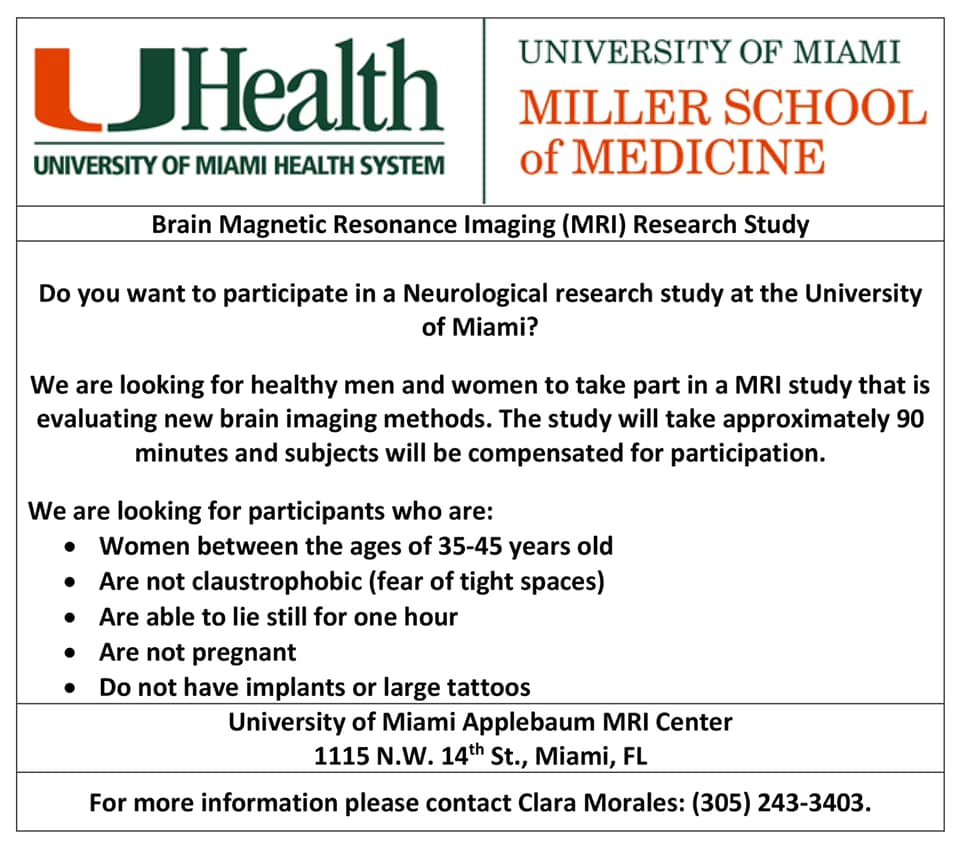 UHealth
UNIVERSITY OF MIAMI HEALTH SYSTEM
UNIVERSITY OF MIAMI
MILLER SCHOOL
of MEDICINE
Brain Magnetic Resonance Imaging (MRI) Research Study
Do you want to participate in a Neurological research study at the University
of Miami?
We are looking for healthy men and women to take part in a MRI study that is
evaluating new brain imaging methods. The study will take approximately 90
minutes and subjects will be compensated for participation.
We are looking for participants who are:
• Women between the ages of 35-45 years old
• Are not claustrophobic (fear of tight spaces)
• Are able to lie still for one hour
• Are not pregnant
• Do not have implants or large tattoos
University of Miami Applebaum MRI Center
1115 N.W. 14th St., Miami, FL
For more information please contact Clara Morales: (305) 243-3403.